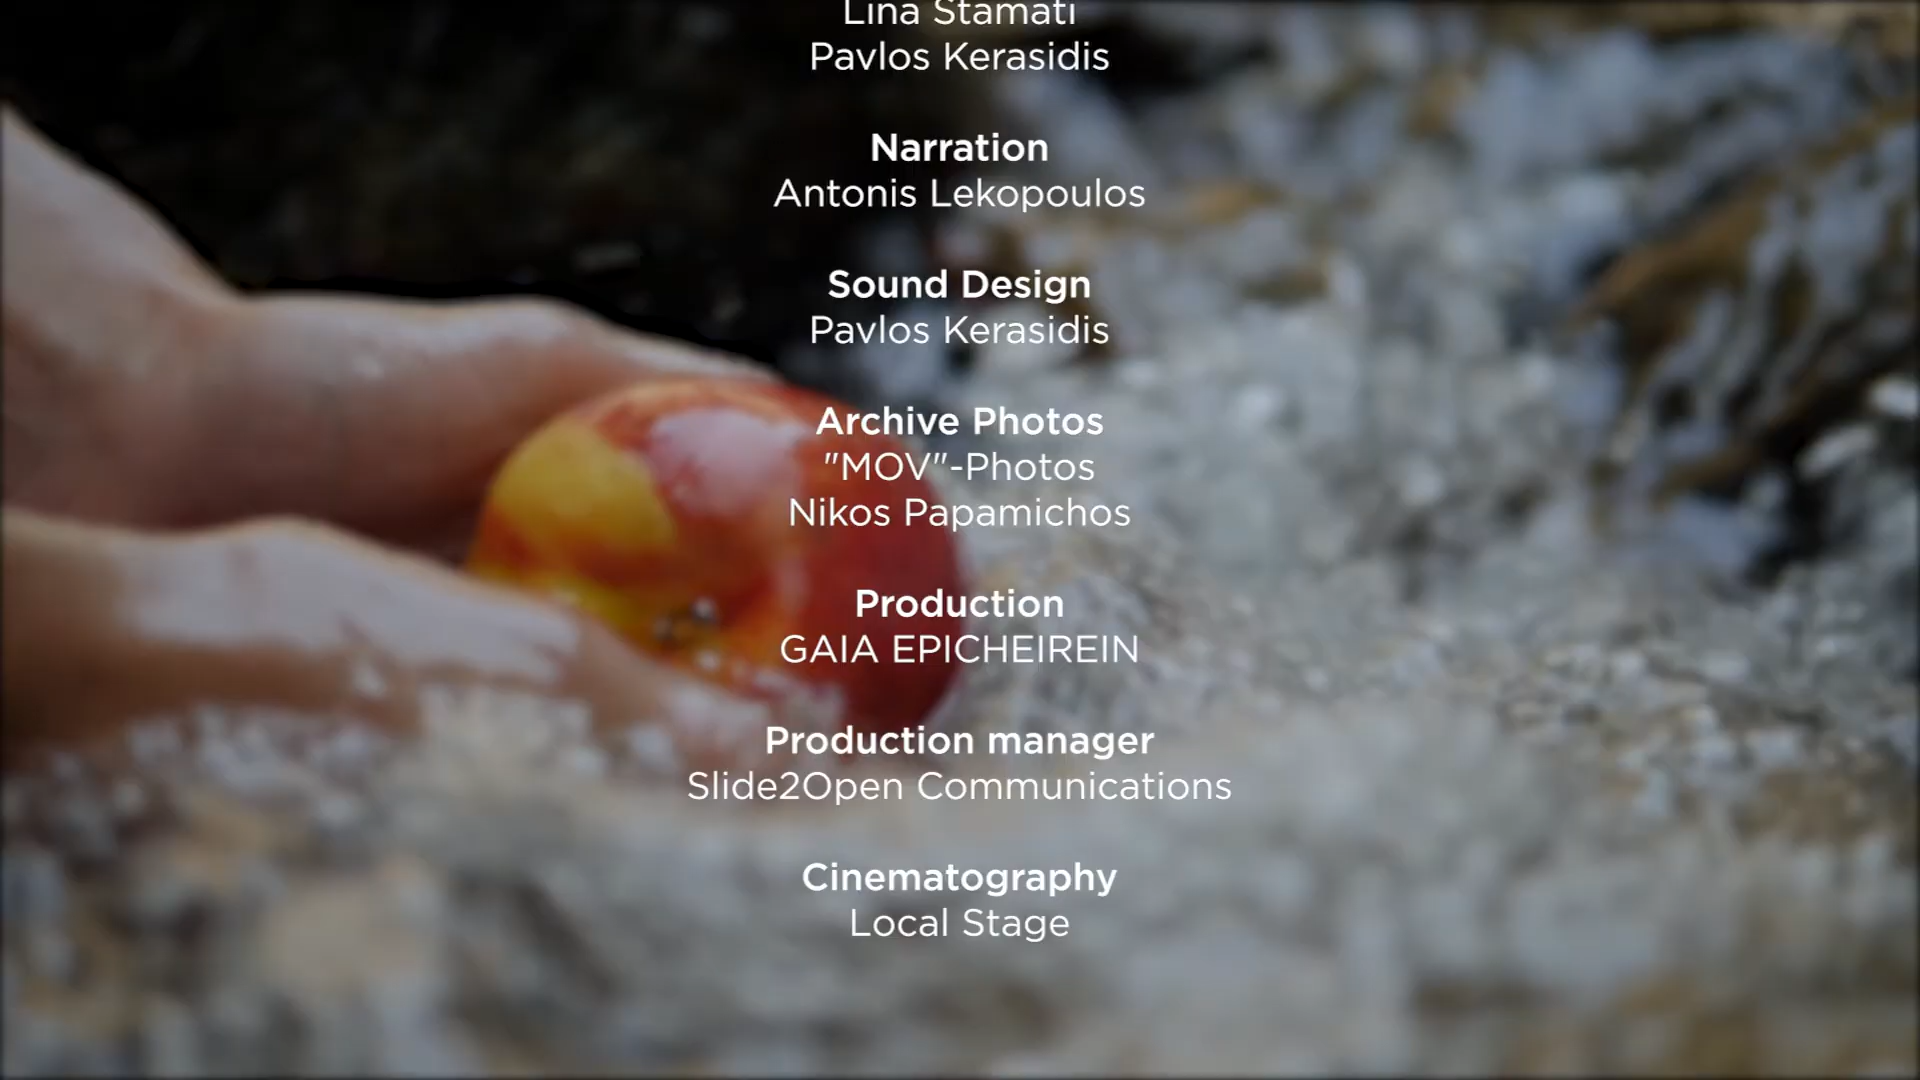 Lina Stamati
Pavlos Kerasidis
Narration
Antonis Lekopoulos
Sound Design
Pavlos Kerasidis
Archive Photos
"MOV"-Photos
Nikos Papamichos
Production
GAIA EPICHEIREIN
Production manager
Slide2Open Communications
Cinematography
Local Stage